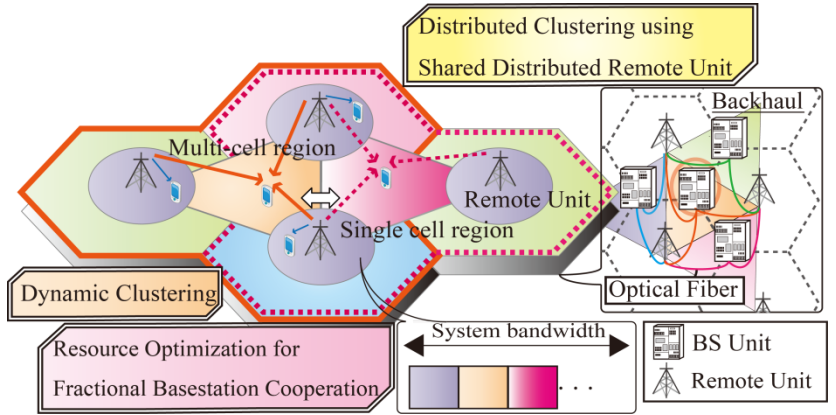 Distributed Clustering using
Shared Distributed Remote Unit
Backhaul
Multi-cell region
Remote Unit
Single cell region
Dynamic Clustering
Optical Fiber
Resource Optimization for
Fractional Basestation Cooperation
System bandwidth
. . .
BS Unit
Remote Unit